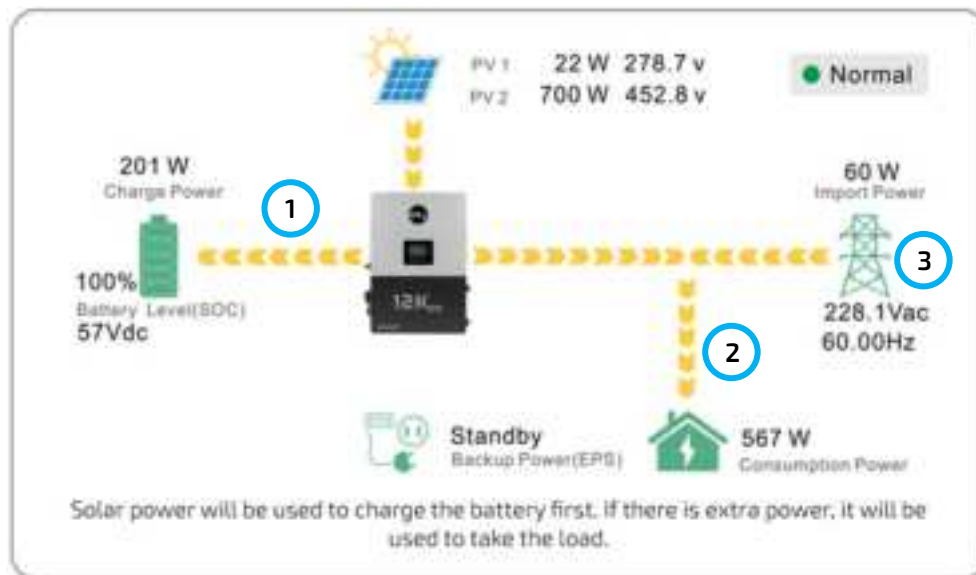 PV 1 22 W 278.7 v
PV 2 700 W 452.8 v
Normal
201 W
Charge Power
60 W
Import Power
1
3
100%
Battery Level(SOC)
57Vdc
228.1Vac
60.00Hz
2
Standby
Backup Power(EPS)
567 W
Consumption Power
Solar power will be used to charge the battery first. If there is extra power, it will be
used to take the load.